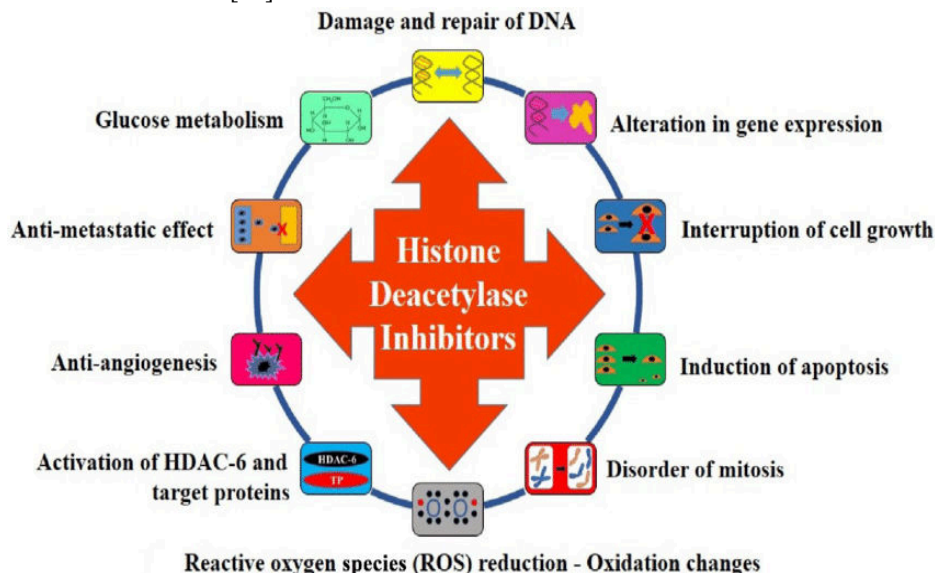 Damage and repair of DNA
Glucose metabolism
Alteration in gene expression
Anti-metastatic effect
Interruption of cell growth
Histone
Deacetylase
Inhibitors
Anti-angiogenesis
Induction of apoptosis
Activation of HDAC-6 and
target proteins
HDAC-6
TP
Disorder of mitosis
Reactive oxygen species (ROS) reduction - Oxidation changes